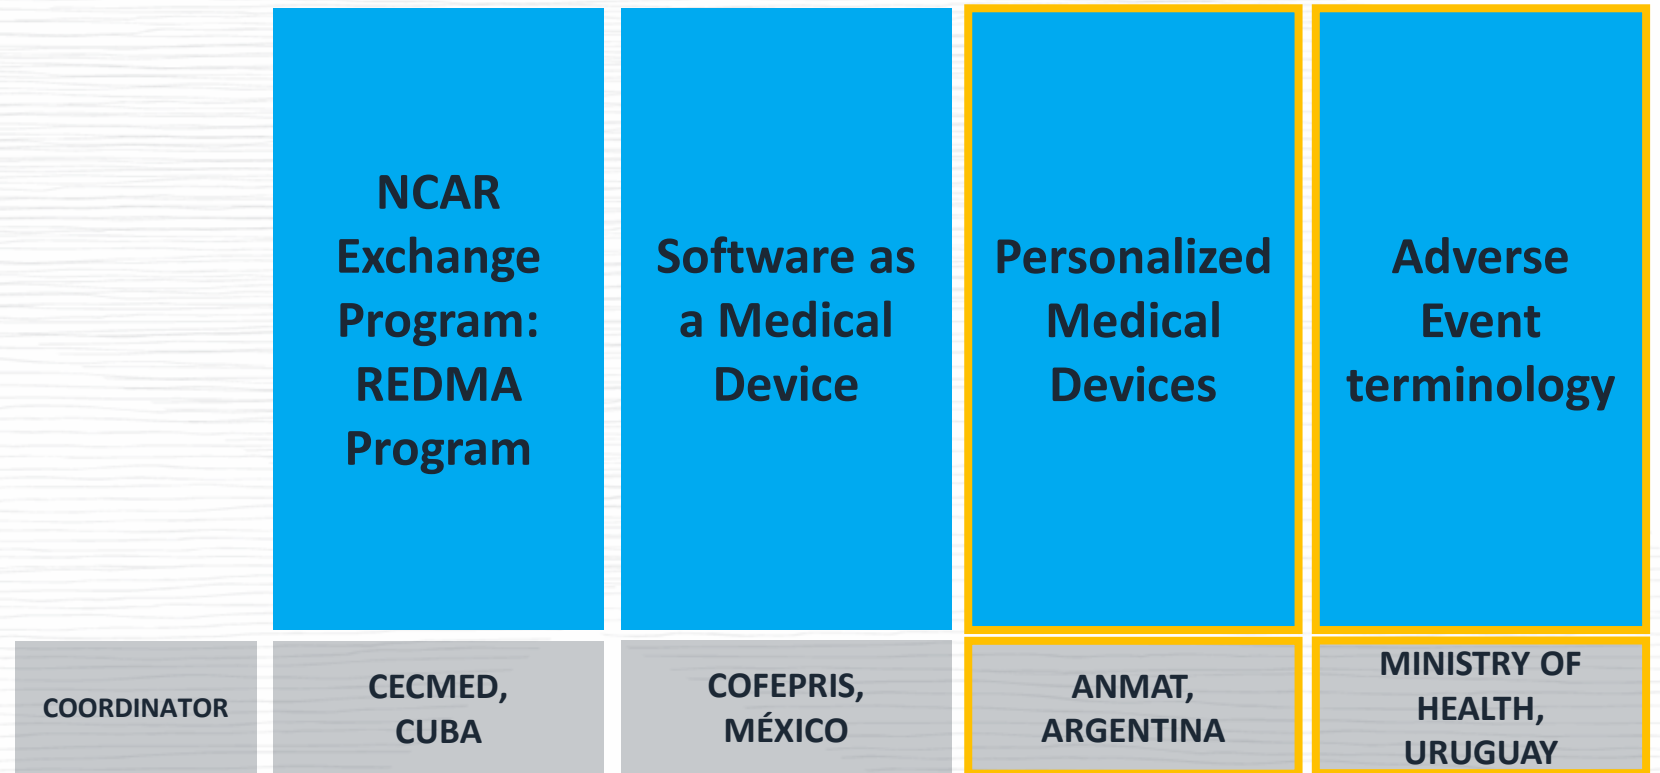 NCAR
Exchange
Program:
REDMA
Program
Software as
a Medical
Device
Personalized
Medical
Devices
Adverse
Event
terminology
COORDINATOR
CECMED,
CUBA
COFEPRIS,
MÉXICO
ANMAT,
ARGENTINA
MINISTRY OF
HEALTH,
URUGUAY